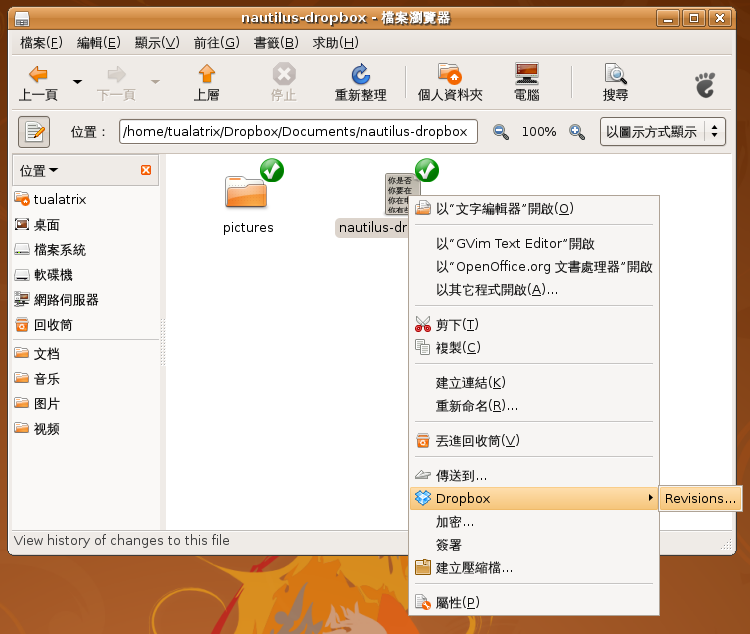 nautilus-dropbox - 檔案瀏覽器
檔案(F) 編輯(E) 顯示(V) 前往(G) 書籤(B) 求助(H)
上一頁 下一頁 上層 停止 重新整理 個人資料夾 電腦 搜尋
位置： /home/tualatrix/Dropbox/Documents/nautilus-dropbox 100% 以圖示方式顯示
位置
tualatrix
桌面
檔案系統
軟碟機
網路伺服器
回收筒
文档
音乐
图片
视频
pictures
你是否
你要在
nautilus-dr
以“文字編輯器”開啟(O)
以“GVim Text Editor”開啟
以“OpenOffice.org 文書處理器”開啟
以其它程式開啟(A)...
剪下(T)
複製(C)
建立連結(K)
重新命名(R)...
丟進回收筒(V)
傳送到...
Dropbox
Revisions...
加密...
簽署
建立壓縮檔...
屬性(P)
View history of changes to this file